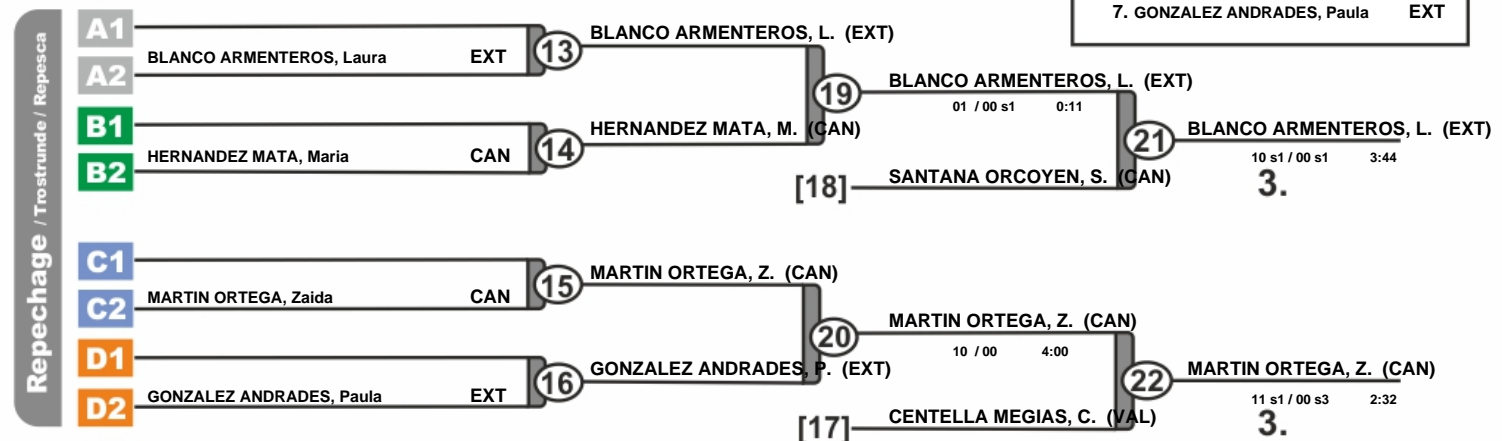 7. GONZALEZ ANDRADES, Paula EXT
Repechage / Trostrunde / Repesca
A1
BLANCO ARMENTEROS, Laura EXT
A2
13
BLANCO ARMENTEROS, L. (EXT)
B1
HERNANDEZ MATA, Maria CAN
B2
14
HERNANDEZ MATA, M. (CAN)
19
BLANCO ARMENTEROS, L. (EXT)
01 / 00 s1 0:11
[18]
SANTANA ORCOYEN, S. (CAN)
21
BLANCO ARMENTEROS, L. (EXT)
10 s1 / 00 s1 3:44
3.
C1
MARTIN ORTEGA, Zaida CAN
C2
15
MARTIN ORTEGA, Z. (CAN)
D1
GONZALEZ ANDRADES, Paula EXT
D2
16
GONZALEZ ANDRADES, P. (EXT)
20
MARTIN ORTEGA, Z. (CAN)
10 / 00 4:00
[17]
CENTELLA MEGIAS, C. (VAL)
22
MARTIN ORTEGA, Z. (CAN)
11 s1 / 00 s3 2:32
3.